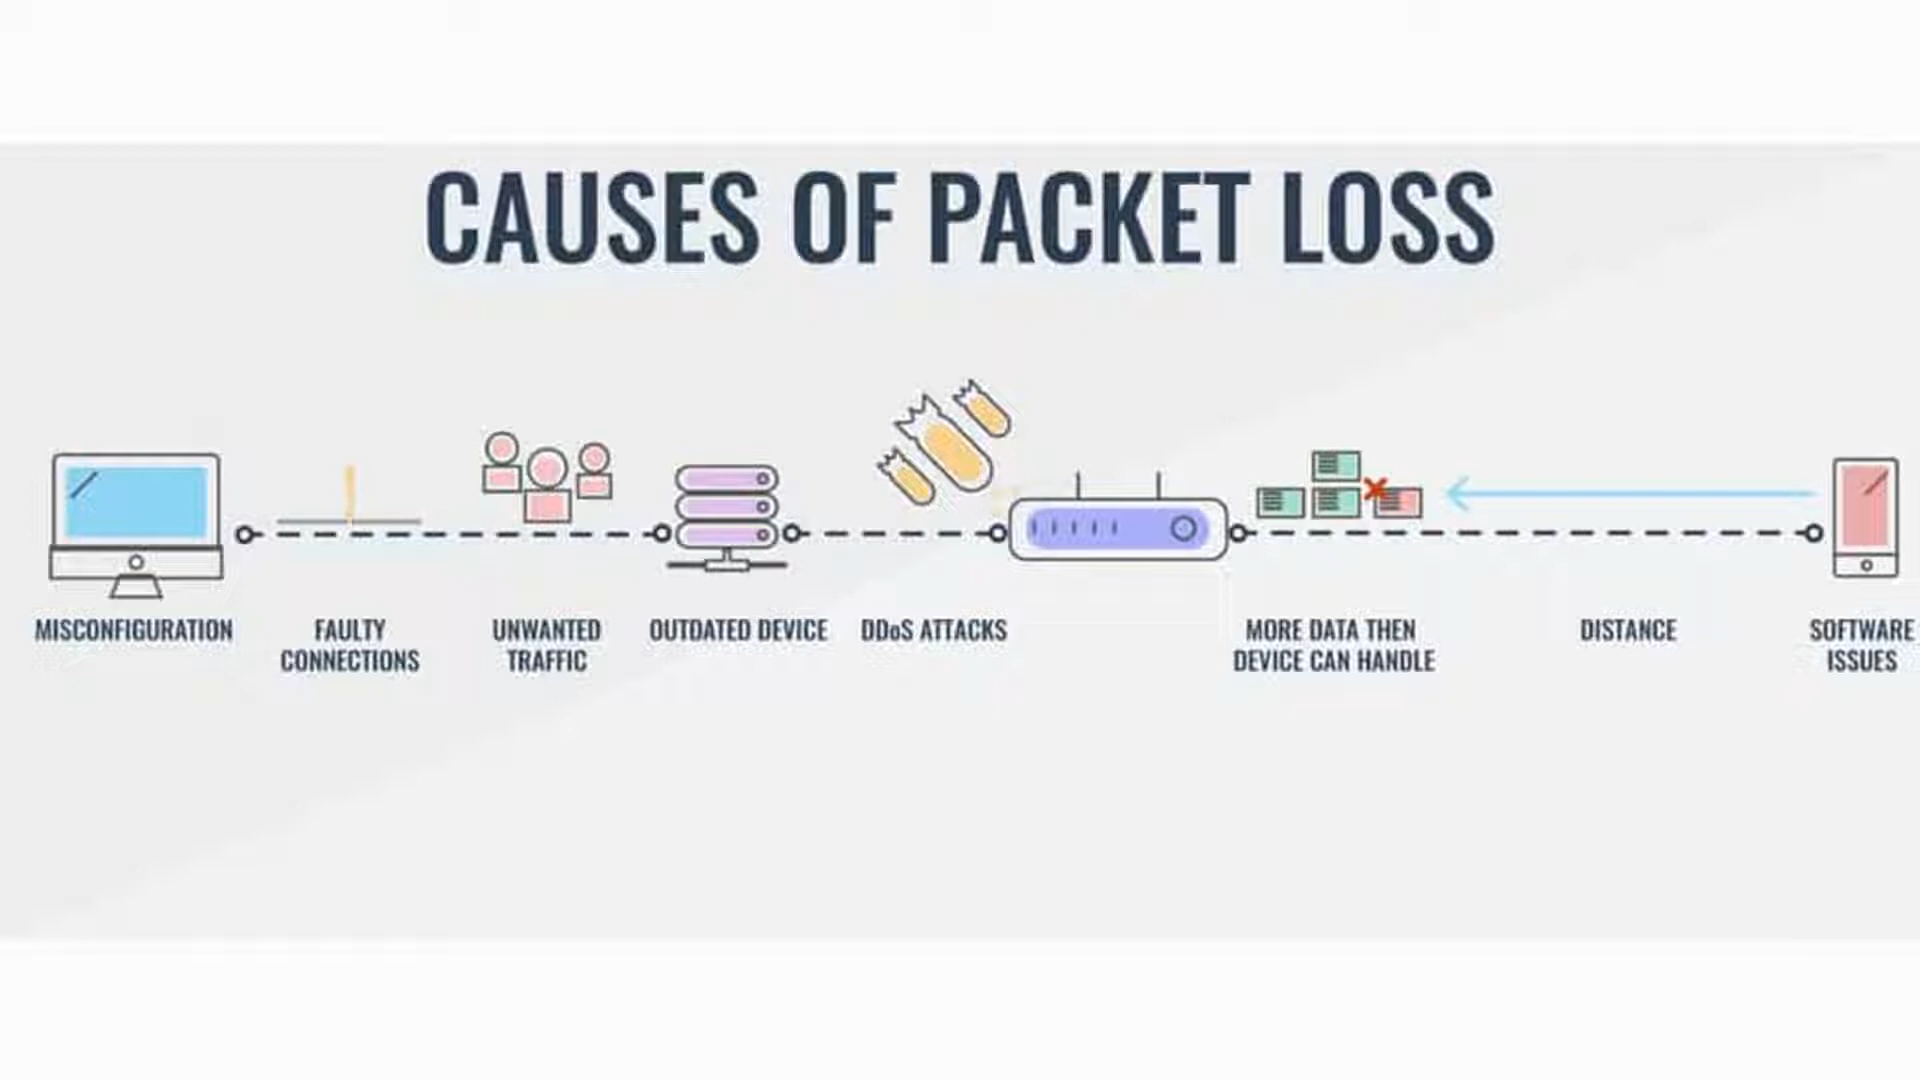 CAUSES OF PACKET LOSS
MISCONFIGURATION
FAULTY
CONNECTIONS
UNWANTED
TRAFFIC
OUTDATED DEVICE
DDoS ATTACKS
MORE DATA THEN
DEVICE CAN HANDLE
DISTANCE
SOFTWARE
ISSUES